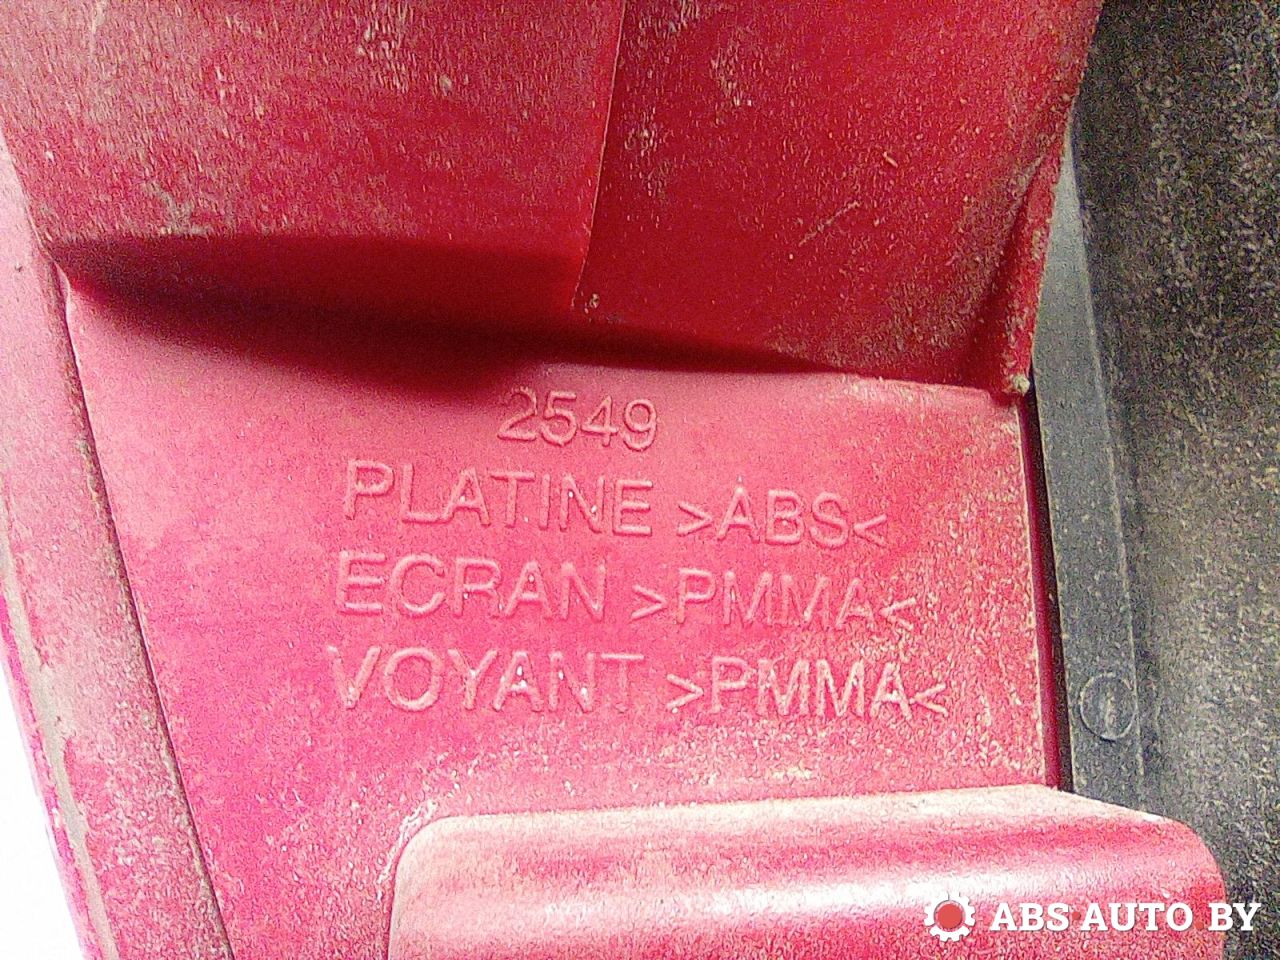 2549
PLATINE >ABS<
ECRAN >PMMA<
VOYANT >PMMA<
ABS AUTO BY